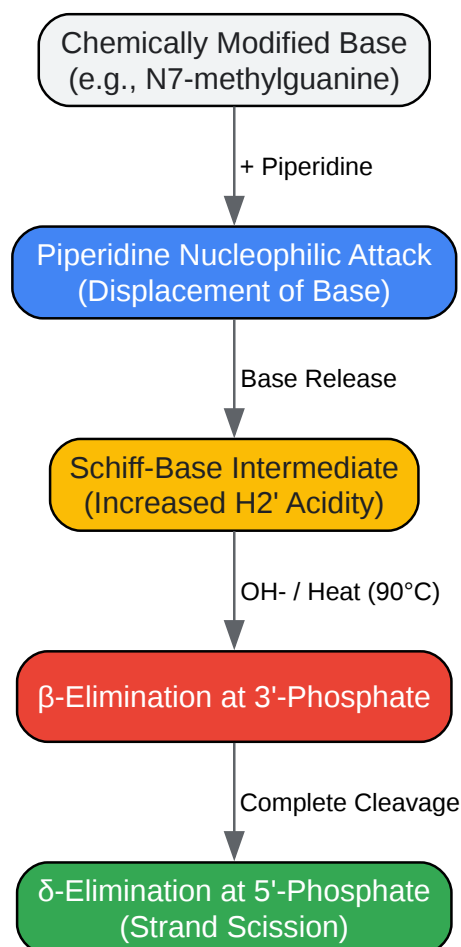 Chemically Modified Base
(e.g., N7-methylguanine)
+ Piperidine
Piperidine Nucleophilic Attack
(Displacement of Base)
Base Release
Schiff-Base Intermediate
(Increased H2' Acidity)
OH- / Heat (90°C)
β-Elimination at 3'-Phosphate
Complete Cleavage
δ-Elimination at 5'-Phosphate
(Strand Scission)